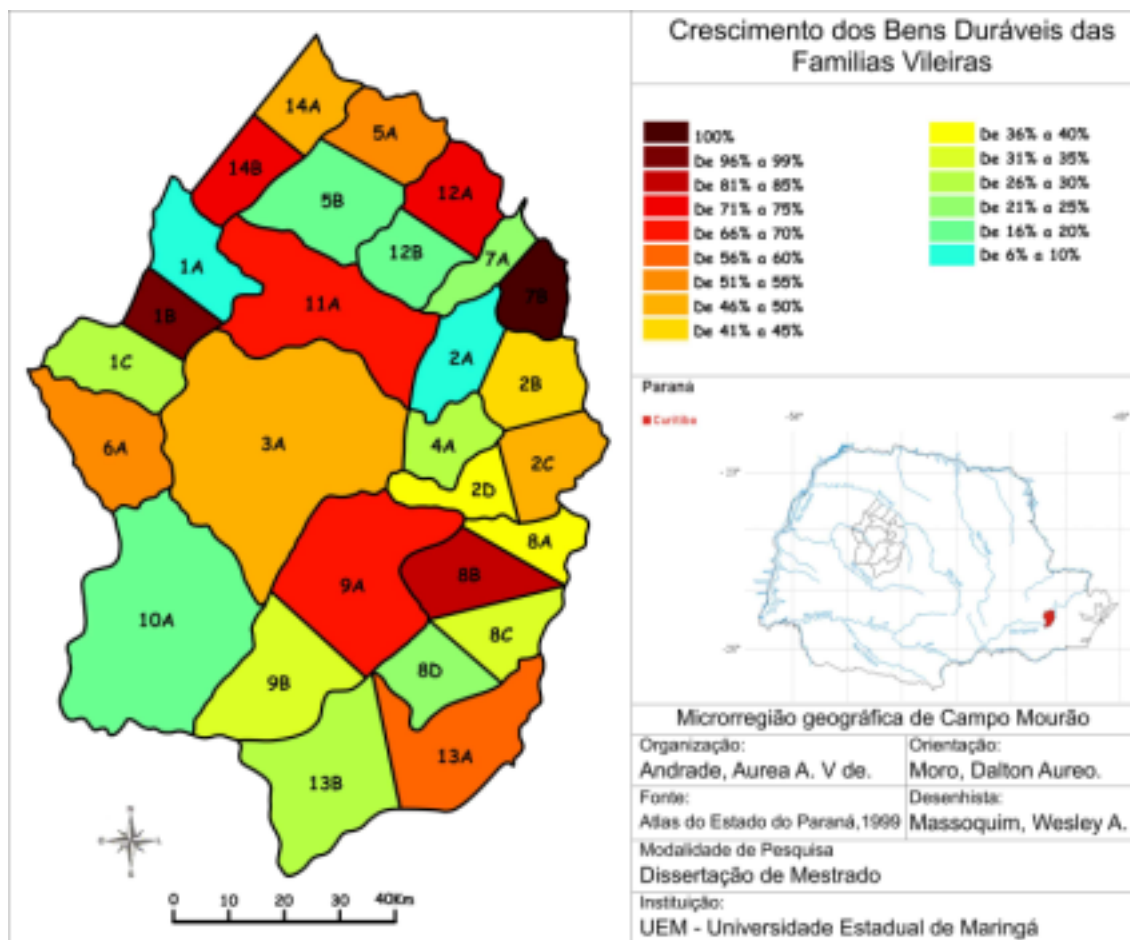 Crescimento dos Bens Duráveis das
Familias Vileiras
100%
De 96% a 99%
De 81% a 85%
De 71% a 75%
De 66% a 70%
De 56% a 60%
De 51% a 55%
De 46% a 50%
De 41% a 45%
De 36% a 40%
De 31% a 35%
De 26% a 30%
De 21% a 25%
De 16% a 20%
De 6% a 10%
14A
5A
14B
12A
5B
12B
7A
1A
7B
11A
1B
2A
1C
2B
6A
3A
4A
2C
2D
8A
9A
8B
10A
8C
8D
9B
13A
13B
0 10 20 30 40Km
Paraná
Curitiba
Microrregião geográfica de Campo Mourão
Organização:
Andrade, Aurea A. V de.
Orientação:
Moro, Dalton Aureo.
Fonte:
Atlas do Estado do Paraná,1999
Desenhista:
Massoquim, Wesley A.
Modalidade de Pesquisa
Dissertação de Mestrado
Instituição:
UEM - Universidade Estadual de Maringá